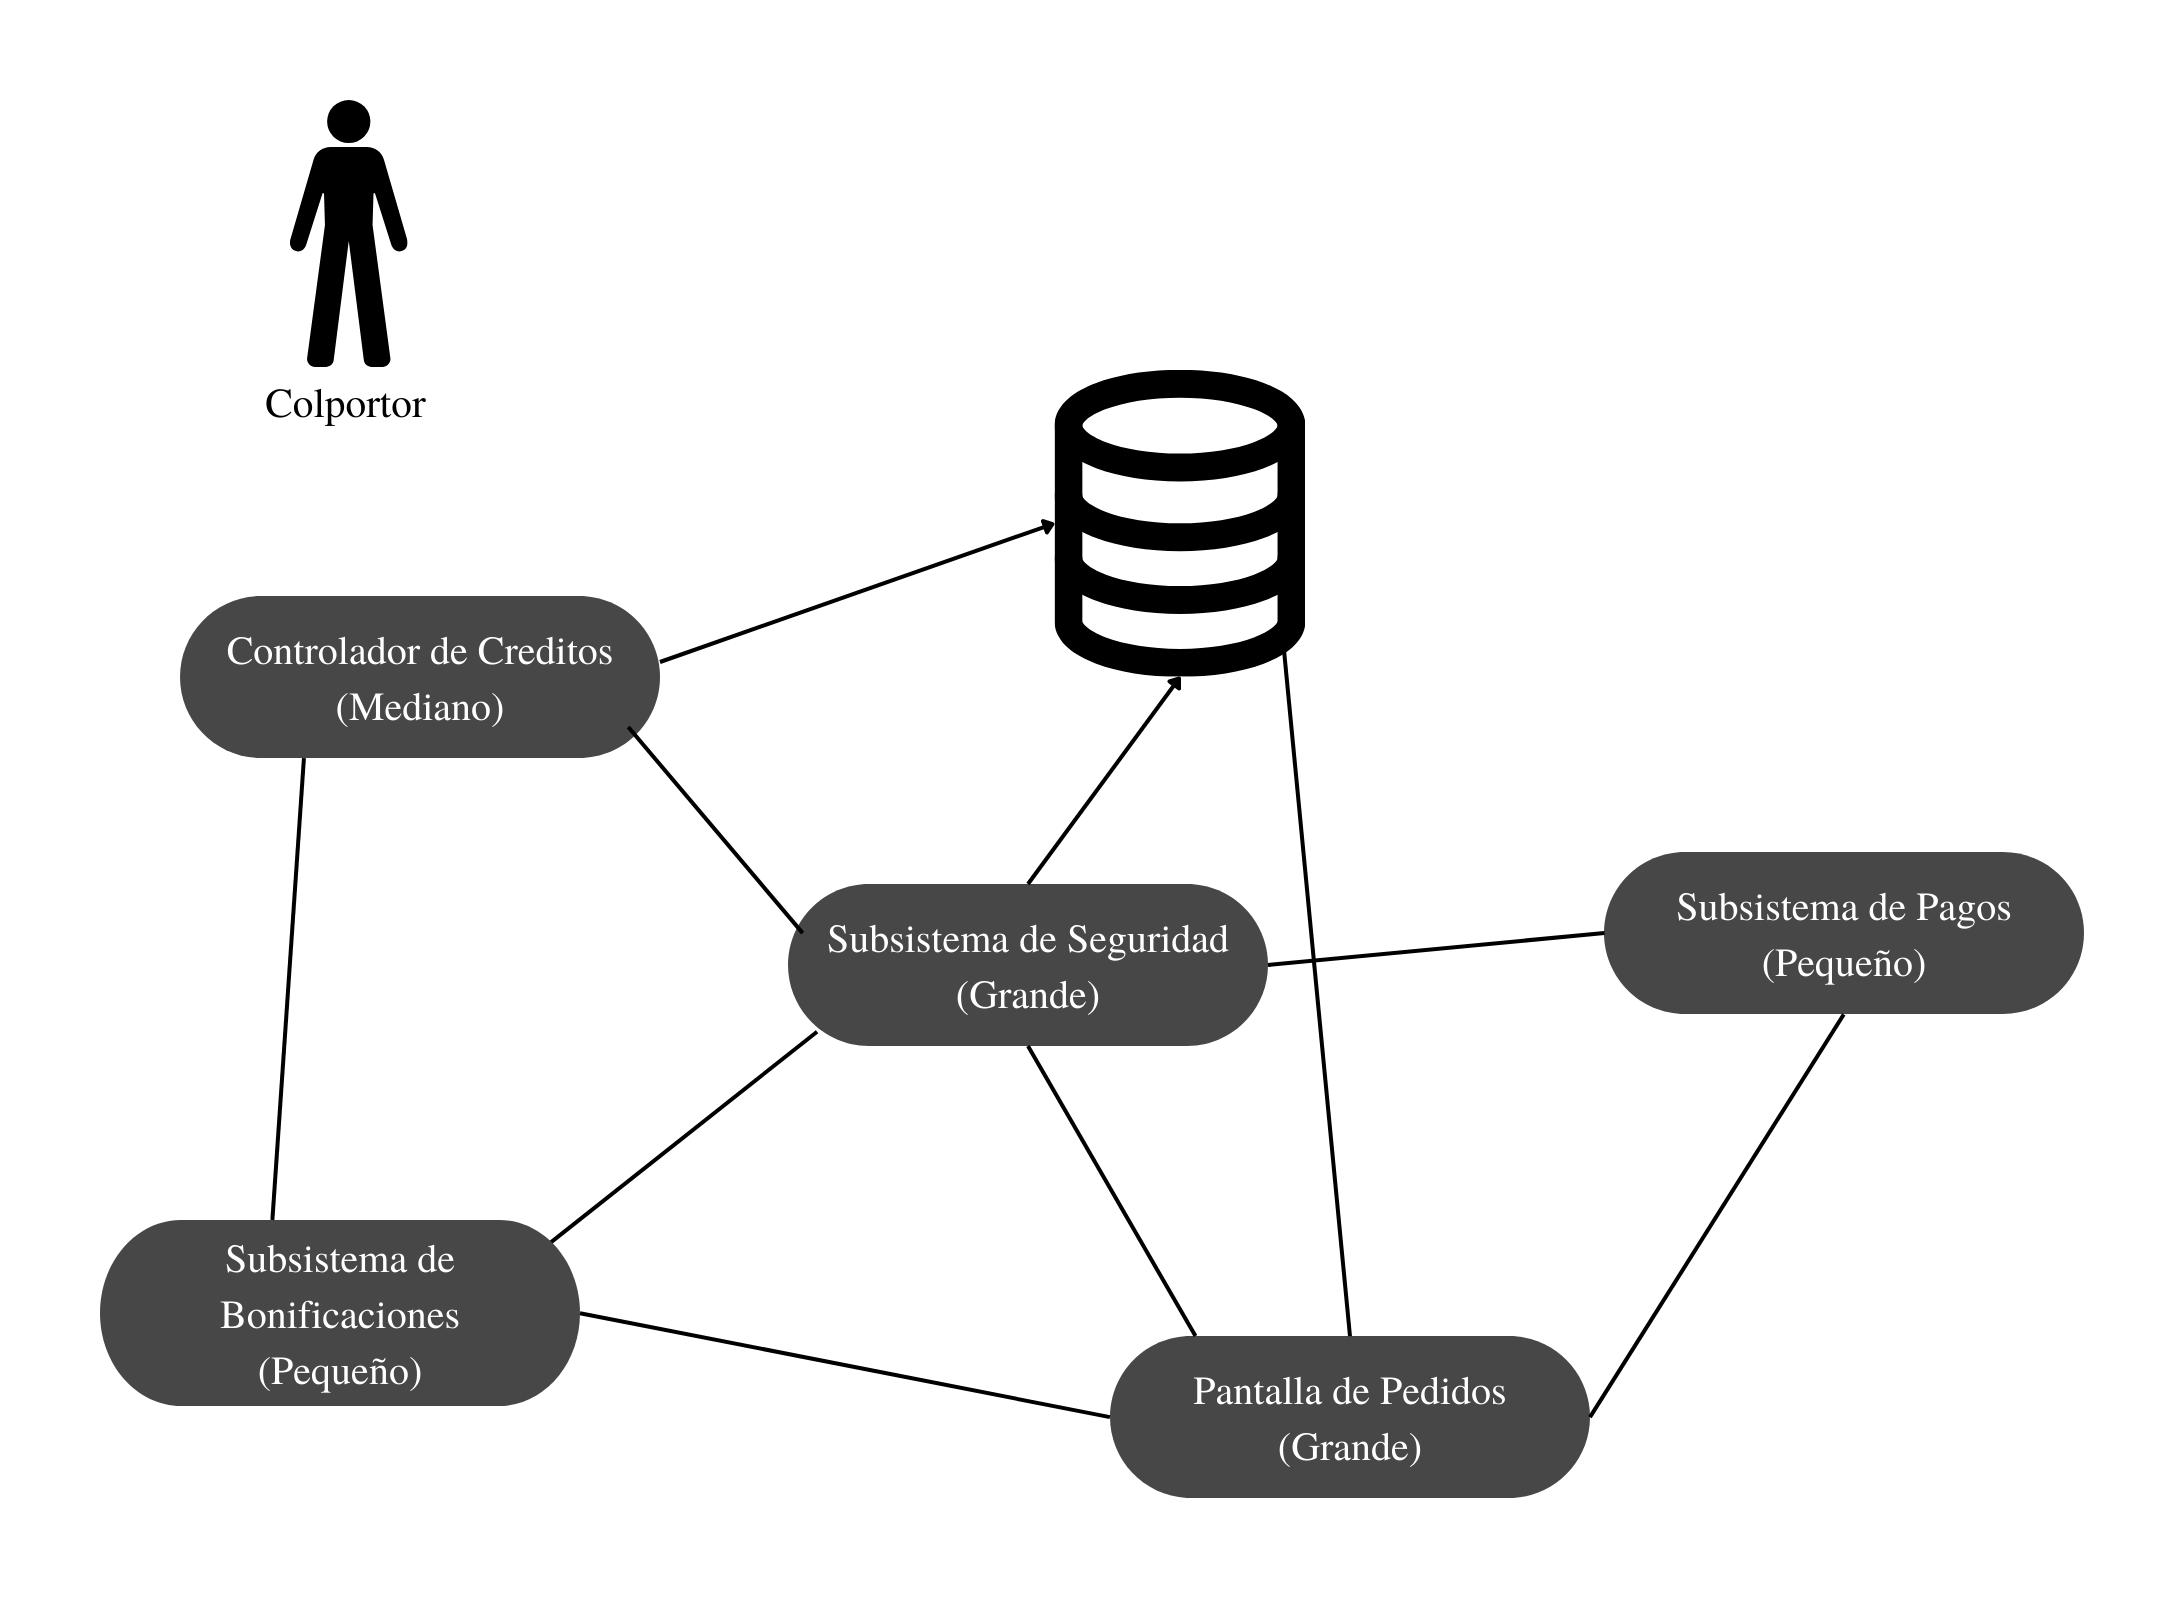 Colportor
Controlador de Creditos
(Mediano)
Subsistema de Seguridad
(Grande)
Subsistema de Pagos
(Pequeño)
Subsistema de
Bonificaciones
(Pequeño)
Pantalla de Pedidos
(Grande)